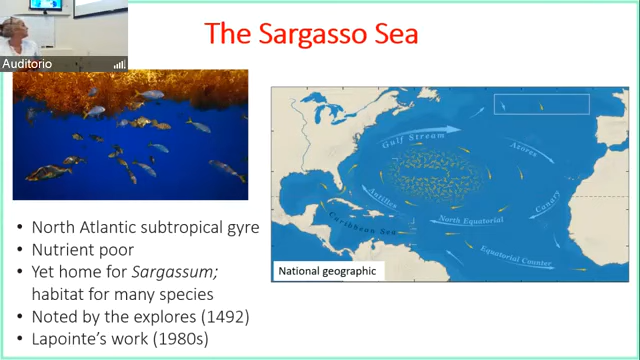 The Sargasso Sea
Auditorio
Gulf Stream
Azores
Antilles
Canary
North Equatorial
Caribbean Sea
Equatorial Counter
National geographic
• North Atlantic subtropical gyre
• Nutrient poor
• Yet home for Sargassum;
habitat for many species
• Noted by the explores (1492)
• Lapointe's work (1980s)